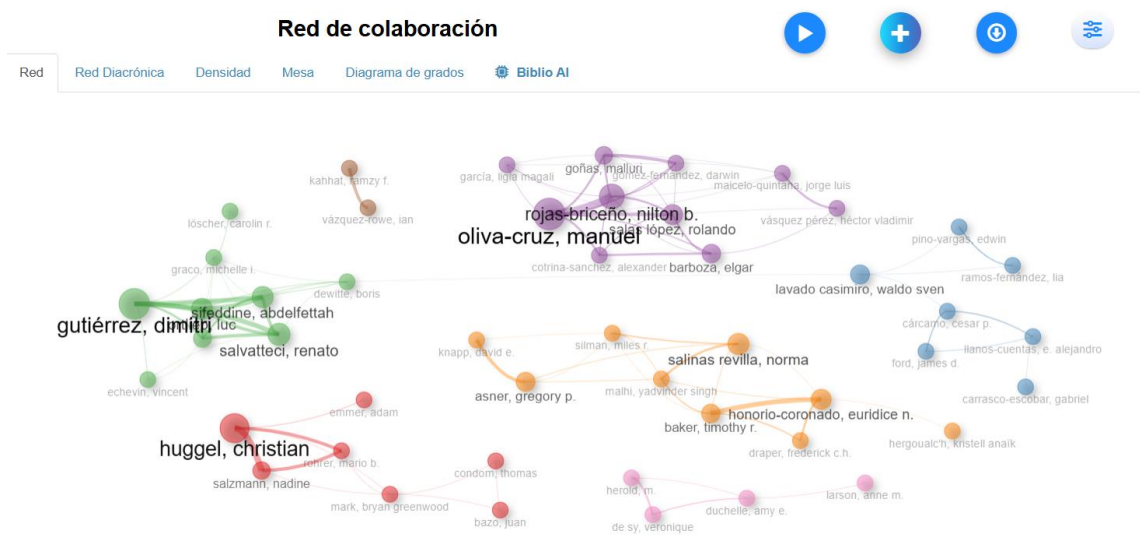 Red de colaboración
Red
Red Diacrónica
Densidad
Mesa
Diagrama de grados
Biblio AI
kahhat, ramzy f.
vázquez-rowe, ian
garcía, ligia magali
goñas, malluri
gómez-fernández, darwin
maicelo-quintana, jorge luis
rojas-briceño, nilton b.
salas lópez, rolando
vásquez pérez, héctor vladimir
oliva-cruz, manuel
cotrina-sanchez, alexander
barboza, elgar
löscher, carolin r.
graco, michelle i.
dewitte, boris
sifeddine, abdelfettah
gutiérrez, dimitri
luc
salvatteci, renato
echevin, vincent
pino-vargas, edwin
ramos-fernández, lia
lavado casimiro, waldo sven
cárcamo, cesar p.
llanos-cuentas, e. alejandro
ford, james d.
carrasco-escobar, gabriel
knapp, david e.
silman, miles r.
salinas revilla, norma
asner, gregory p.
malhi, yadvinder singh
honorio-coronado, euridice n.
baker, timothy r.
draper, frederick c.h.
hergoualc'h, kristell anaïk
emmer, adam
huggel, christian
rohrer, mario b.
salzmann, nadine
mark, bryan greenwood
condom, thomas
bazo, juan
herold, m.
larson, anne m.
duchelle, amy e.
de sy, veronique